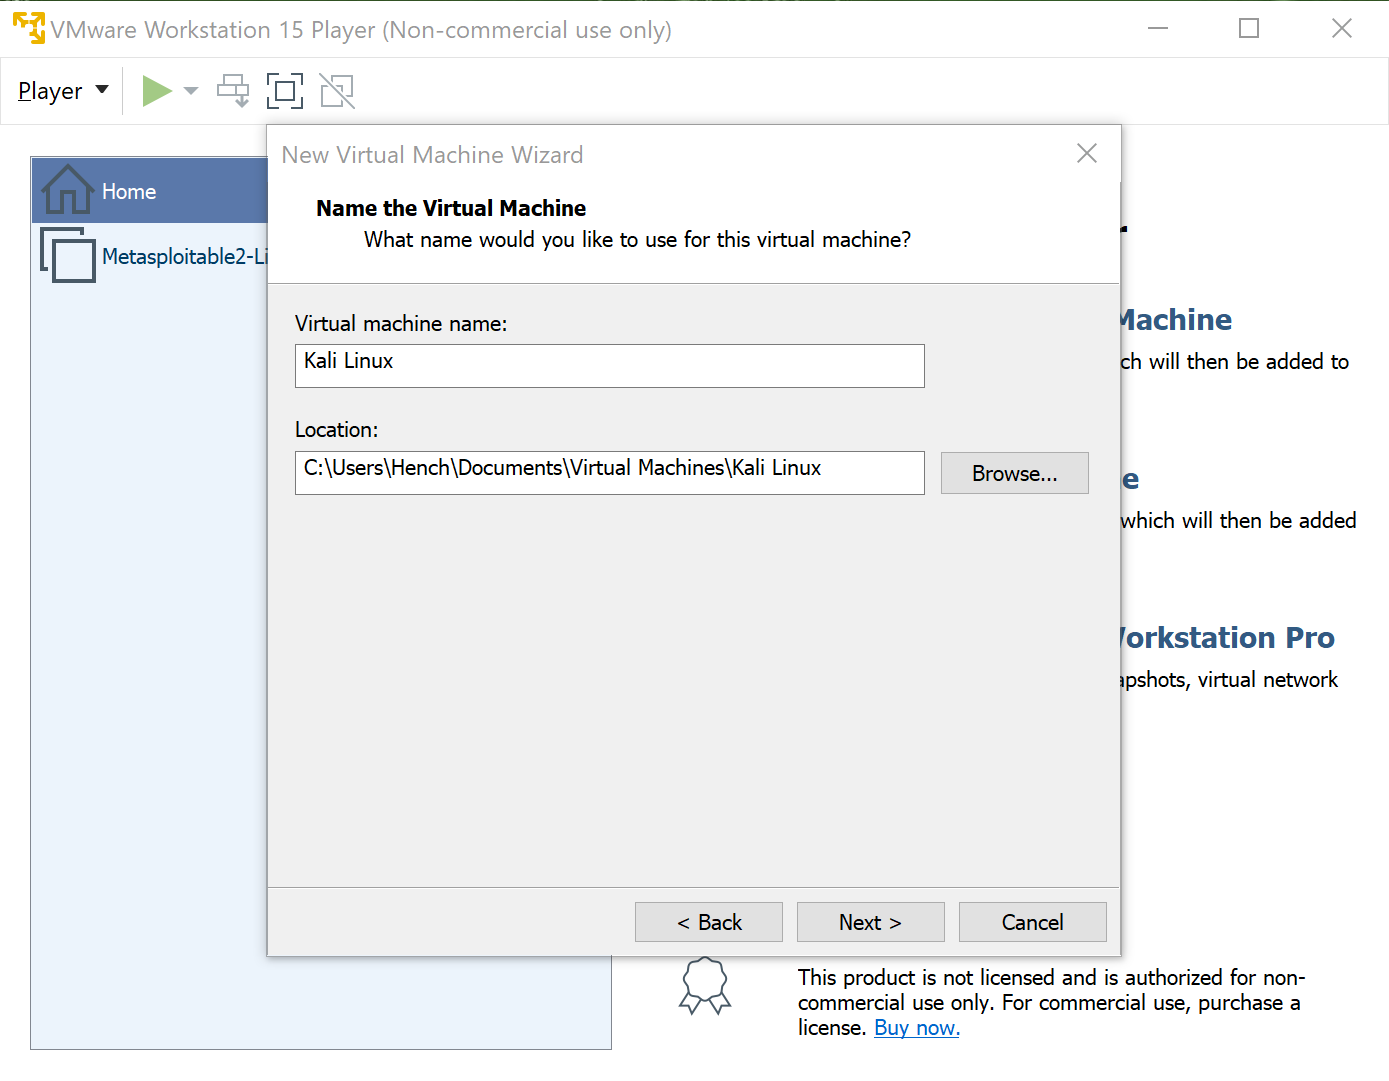 VMware Workstation 15 Player (Non-commercial use only)
Player
New Virtual Machine Wizard
Home
Name the Virtual Machine
What name would you like to use for this virtual machine?
Metasploitable2-Li
Virtual machine name:
Machine
Kali Linux
ch will then be added to
Location:
C:\Users\Hench\Documents\Virtual Machines\Kali Linux
Browse...
e
which will then be added
Workstation Pro
apshots, virtual network
< Back
Next >
Cancel
This product is not licensed and is authorized for non-
commercial use only. For commercial use, purchase a
license. Buy now.